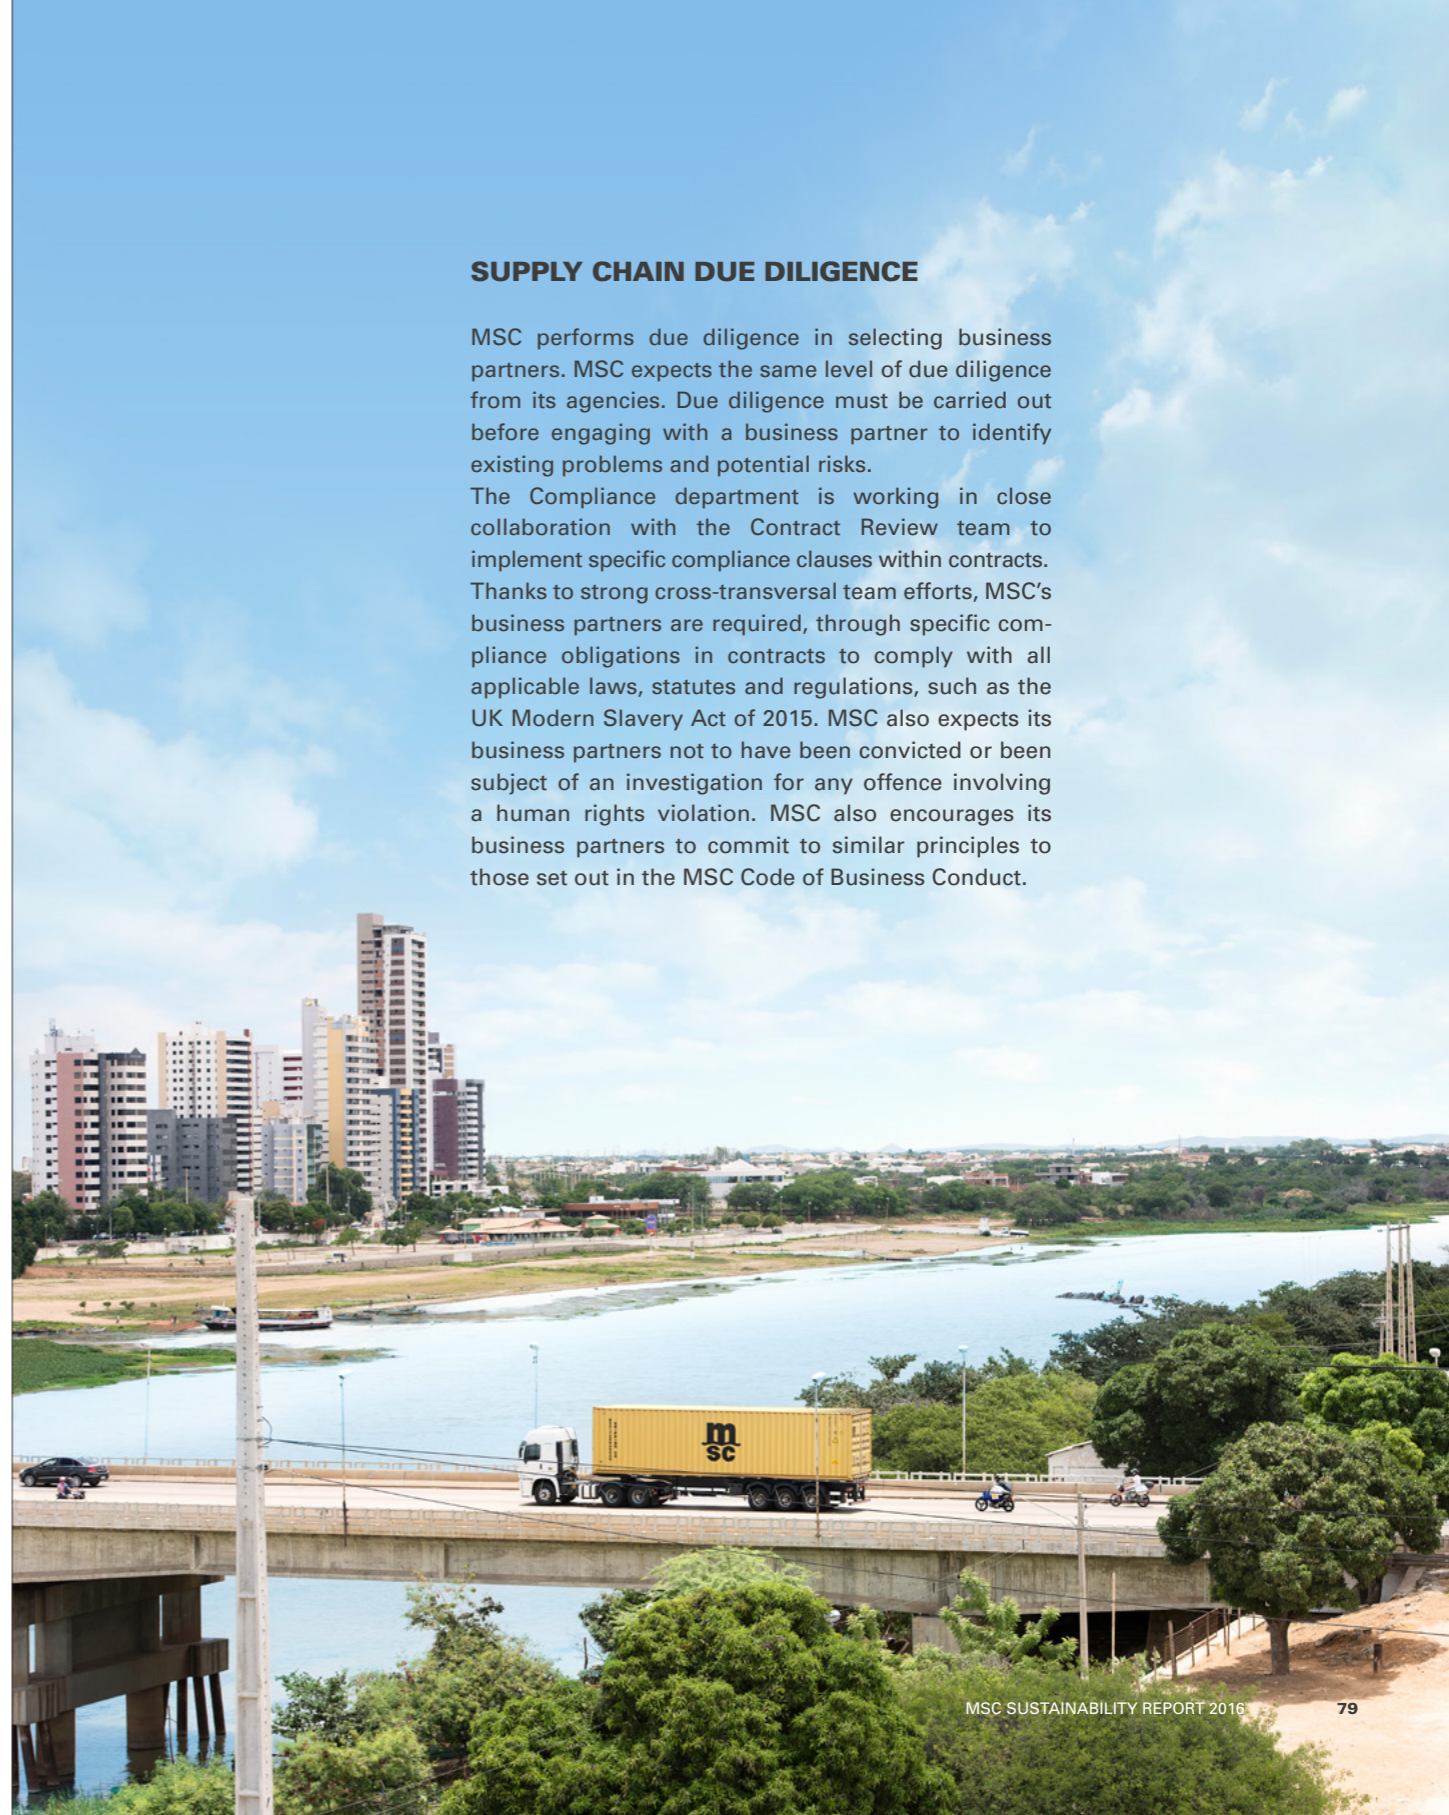 SUPPLY CHAIN DUE DILIGENCE
MSC performs due diligence in selecting business
partners. MSC expects the same level of due diligence
from its agencies. Due diligence must be carried out
before engaging with a business partner to identify
existing problems and potential risks.
The Compliance department is working in close
collaboration with the Contract Review team to
implement specific compliance clauses within contracts.
Thanks to strong cross-transversal team efforts, MSC’s
business partners are required, through specific com-
pliance obligations in contracts to comply with all
applicable laws, statutes and regulations, such as the
UK Modern Slavery Act of 2015. MSC also expects its
business partners not to have been convicted or been
subject of an investigation for any offence involving
a human rights violation. MSC also encourages its
business partners to commit to similar principles to
those set out in the MSC Code of Business Conduct.
m
SC
MSC SUSTAINABILITY REPORT 2016 79